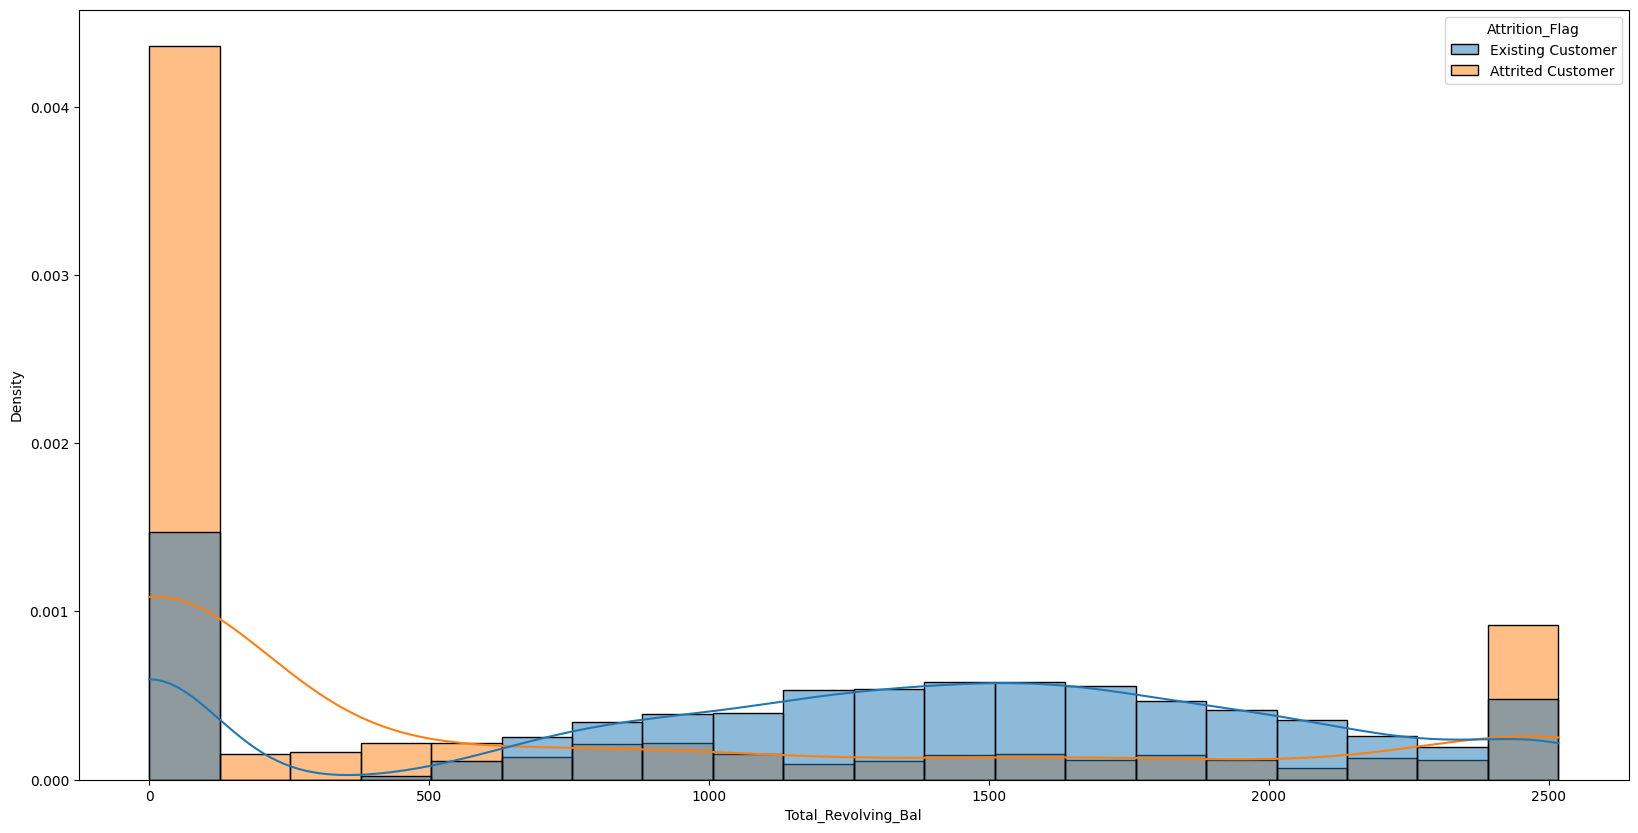 Attrition_Flag
Existing Customer
Attrited Customer
0.004
0.003
0.002
0.001
0.000
Density
0 500 1000 1500 2000 2500
Total_Revolving_Bal